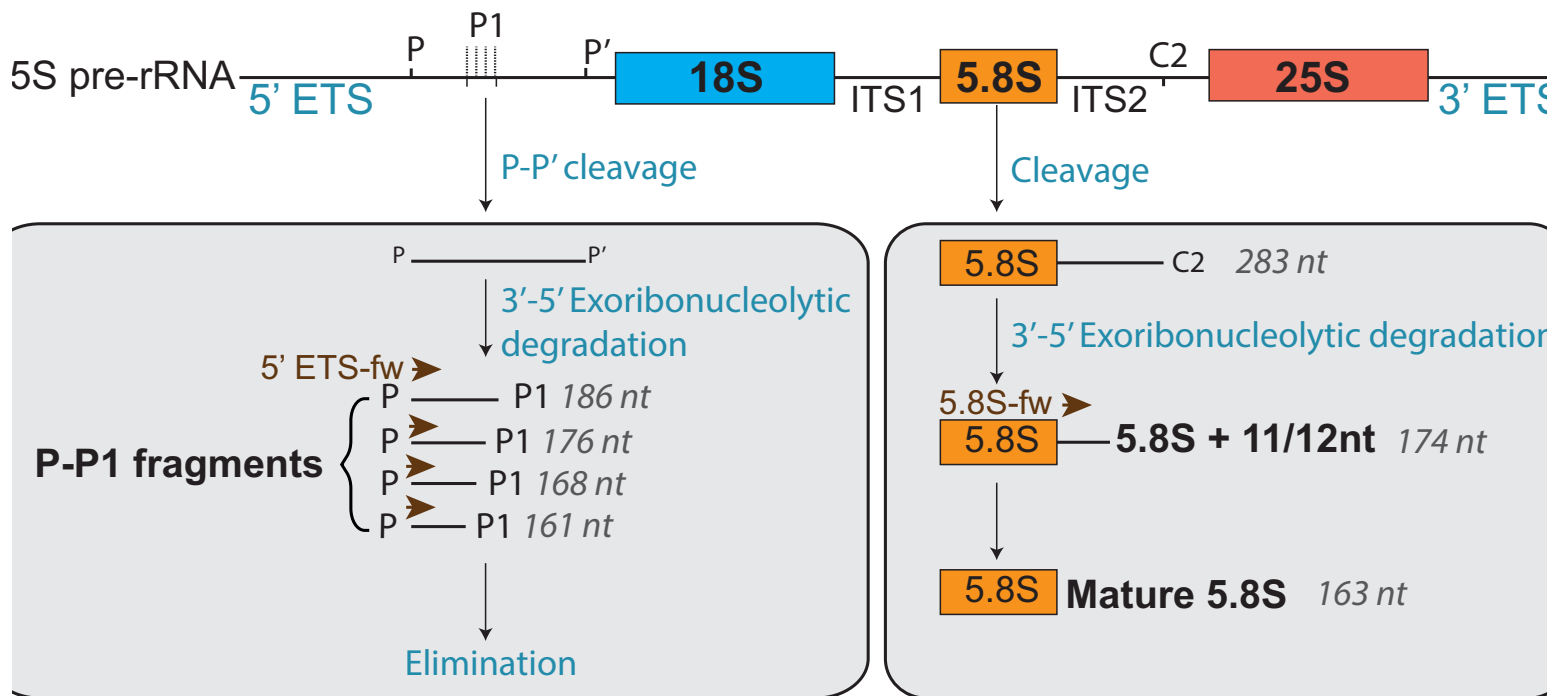 P1
P
P'
C2
5S pre-rRNA
18S
5.8S
25S
5' ETS
ITS1
ITS2
3' ETS
P-P' cleavage
Cleavage
P
P'
5.8S
C2
283 nt
3'-5' Exoribonucleolytic
degradation
3'-5' Exoribonucleolytic degradation
5' ETS-fw
P
P1
186 nt
P
P1
176 nt
P
P1
168 nt
P
P1
161 nt
P-P1 fragments
5.8S-fw
5.8S
5.8S + 11/12nt
174 nt
5.8S
Mature 5.8S
163 nt
Elimination